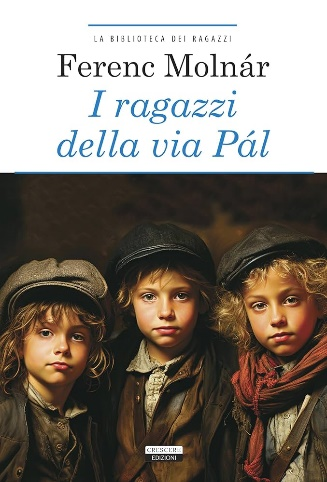 LA BIBLIOTECA DEI RAGAZZI
Ferenc Molnár
I ragazzi
della via Pál
CRESCERE
EDIZIONI